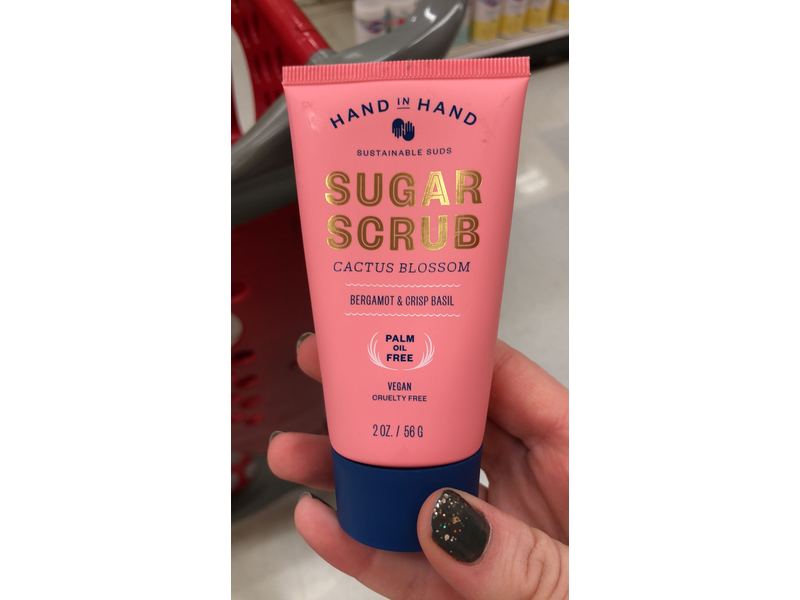 HAND IN HAND
SUSTAINABLE SUDS
SUGAR
SCRUB
CACTUS BLOSSOM
BERGAMOT & CRISP BASIL
PALM
OIL
FREE
VEGAN
CRUELTY FREE
2 OZ. / 56 G